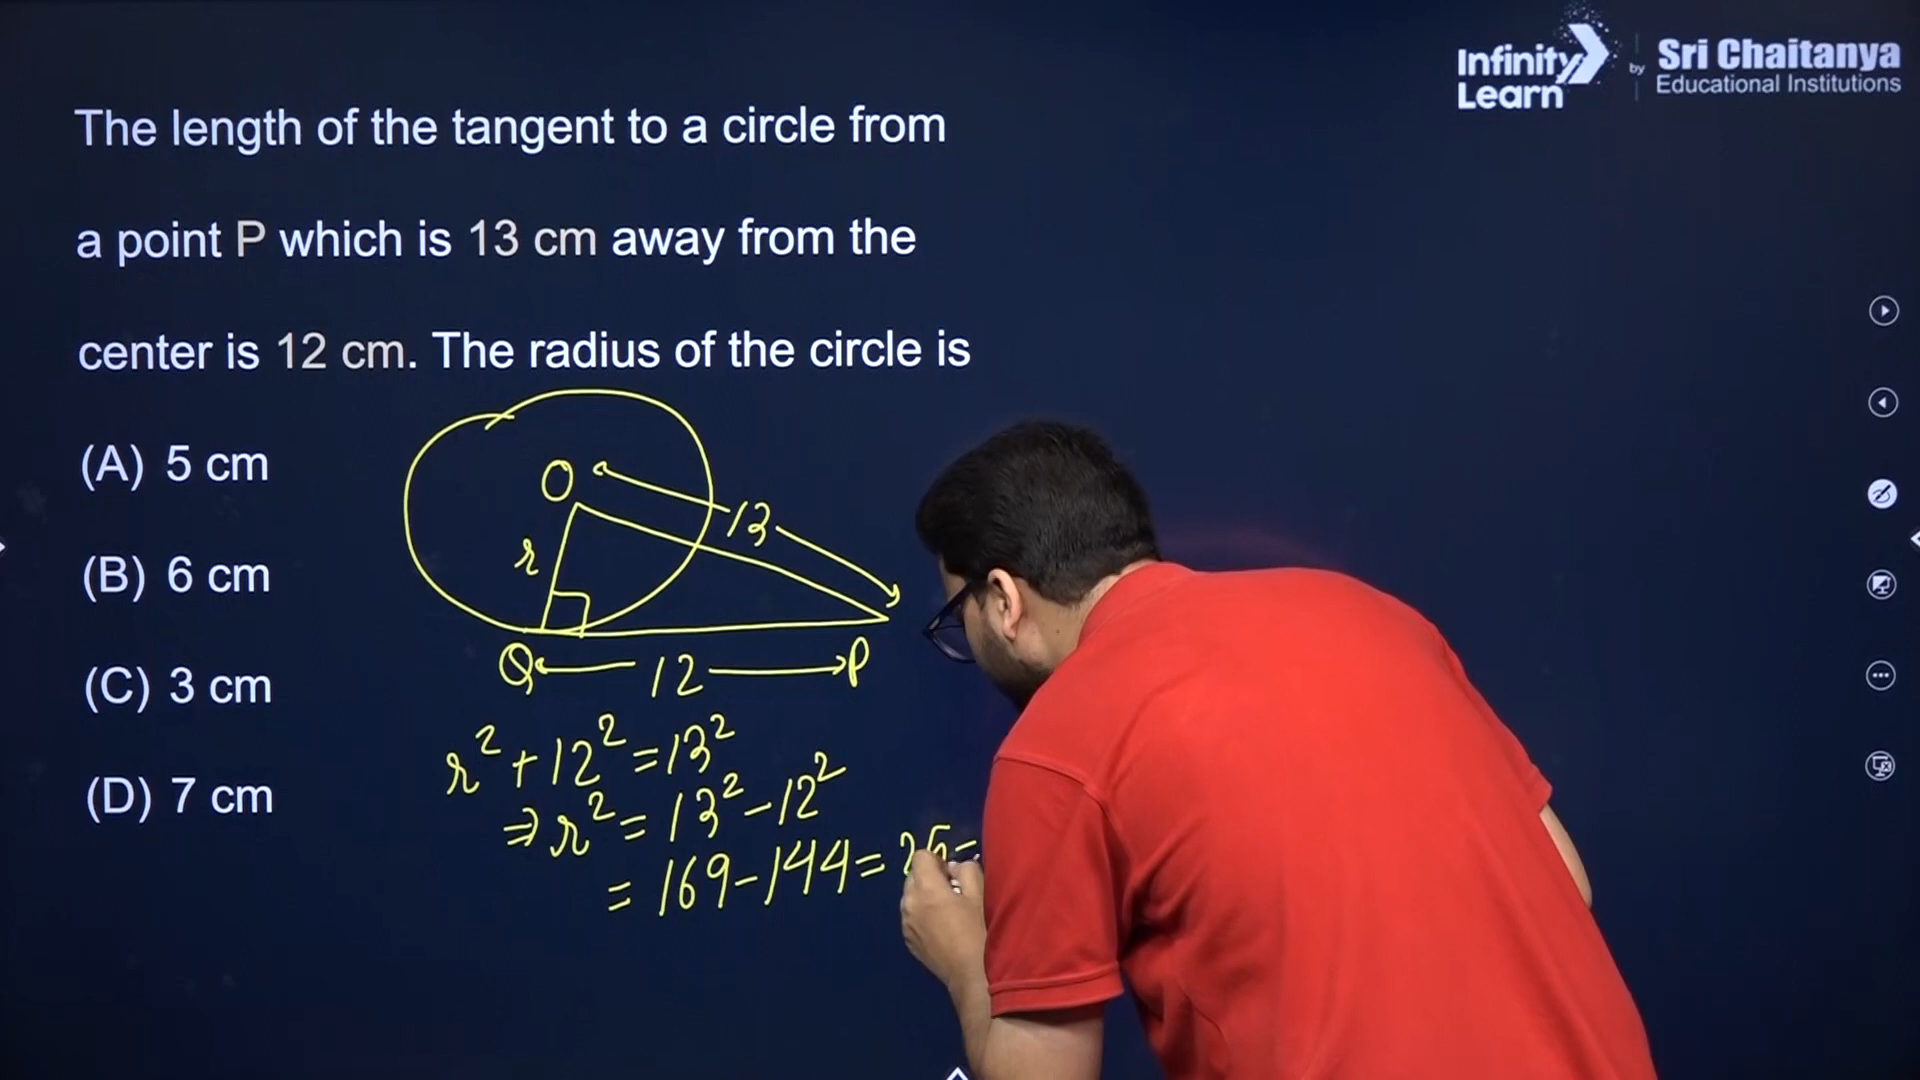 Infinity Learn by Sri Chaitanya Educational Institutions
The length of the tangent to a circle from
a point P which is 13 cm away from the
center is 12 cm. The radius of the circle is
(A) 5 cm
(B) 6 cm
(C) 3 cm
(D) 7 cm
O
13
r
Q 12 P
r² + 12² = 13²
⇒ r² = 13² - 12²
= 169 - 144 = 25 =